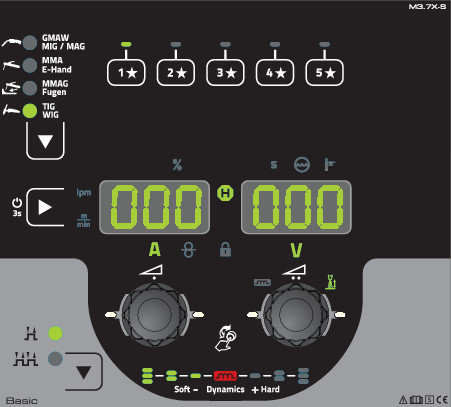 M3.7X-S
GMAW
MIG / MAG
MMA
E-Hand
MMAG
Fugen
TIG
WIG
1★ 2★ 3★ 4★ 5★
% s
3s
ipm
m
min
000 H 000
A V
Soft – Dynamics + Hard
Basic
CE